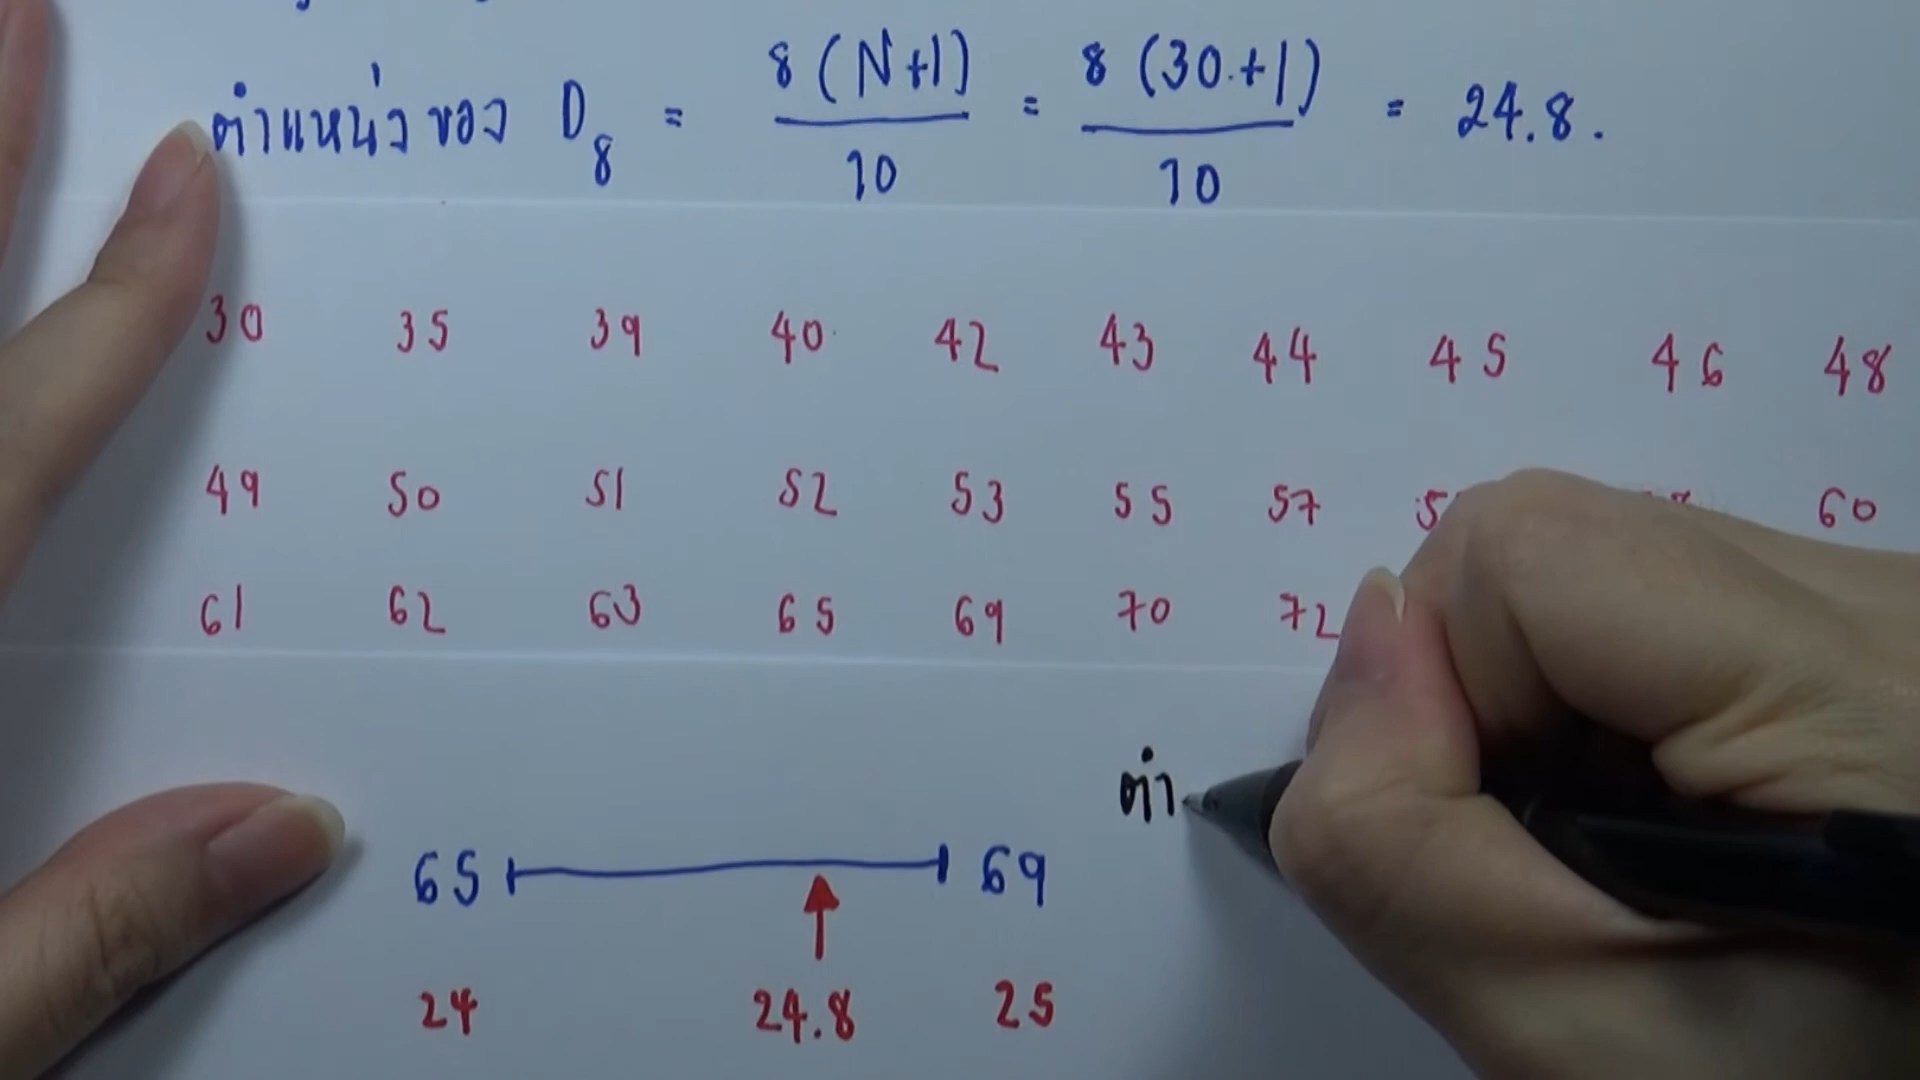 ตำแหน่งของ D8 = 8(N+1)/10 = 8(30+1)/10 = 24.8.
30 35 39 40 42 43 44 45 46 48
49 50 51 52 53 55 57 60
61 62 63 65 69 70 72
ตำ
65 69
24 24.8 25